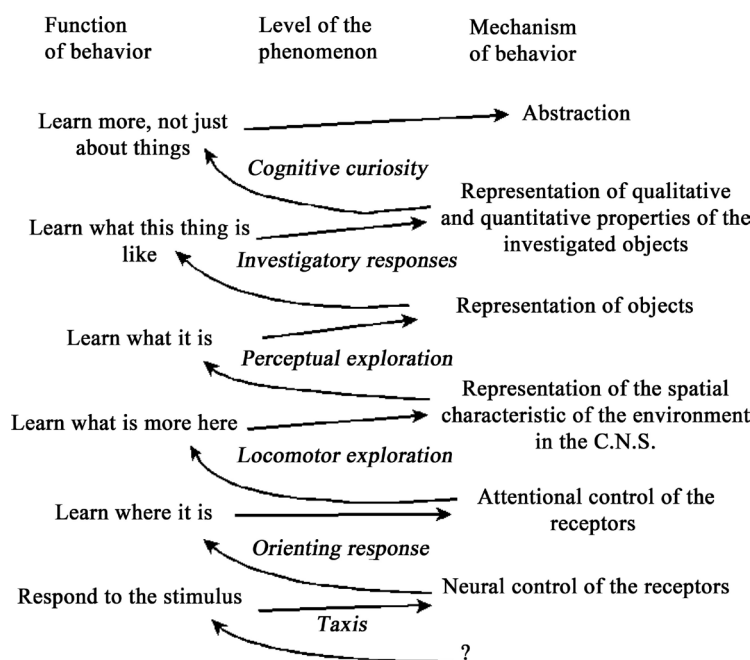 Function
of behavior
Level of the
phenomenon
Mechanism
of behavior
Learn more, not just
about things
Abstraction
Cognitive curiosity
Learn what this thing is
like
Representation of qualitative
and quantitative properties of the
investigated objects
Investigatory responses
Learn what it is
Representation of objects
Perceptual exploration
Learn what is more here
Representation of the spatial
characteristic of the environment
in the C.N.S.
Locomotor exploration
Learn where it is
Attentional control of the
receptors
Orienting response
Respond to the stimulus
Neural control of the receptors
Taxis
?